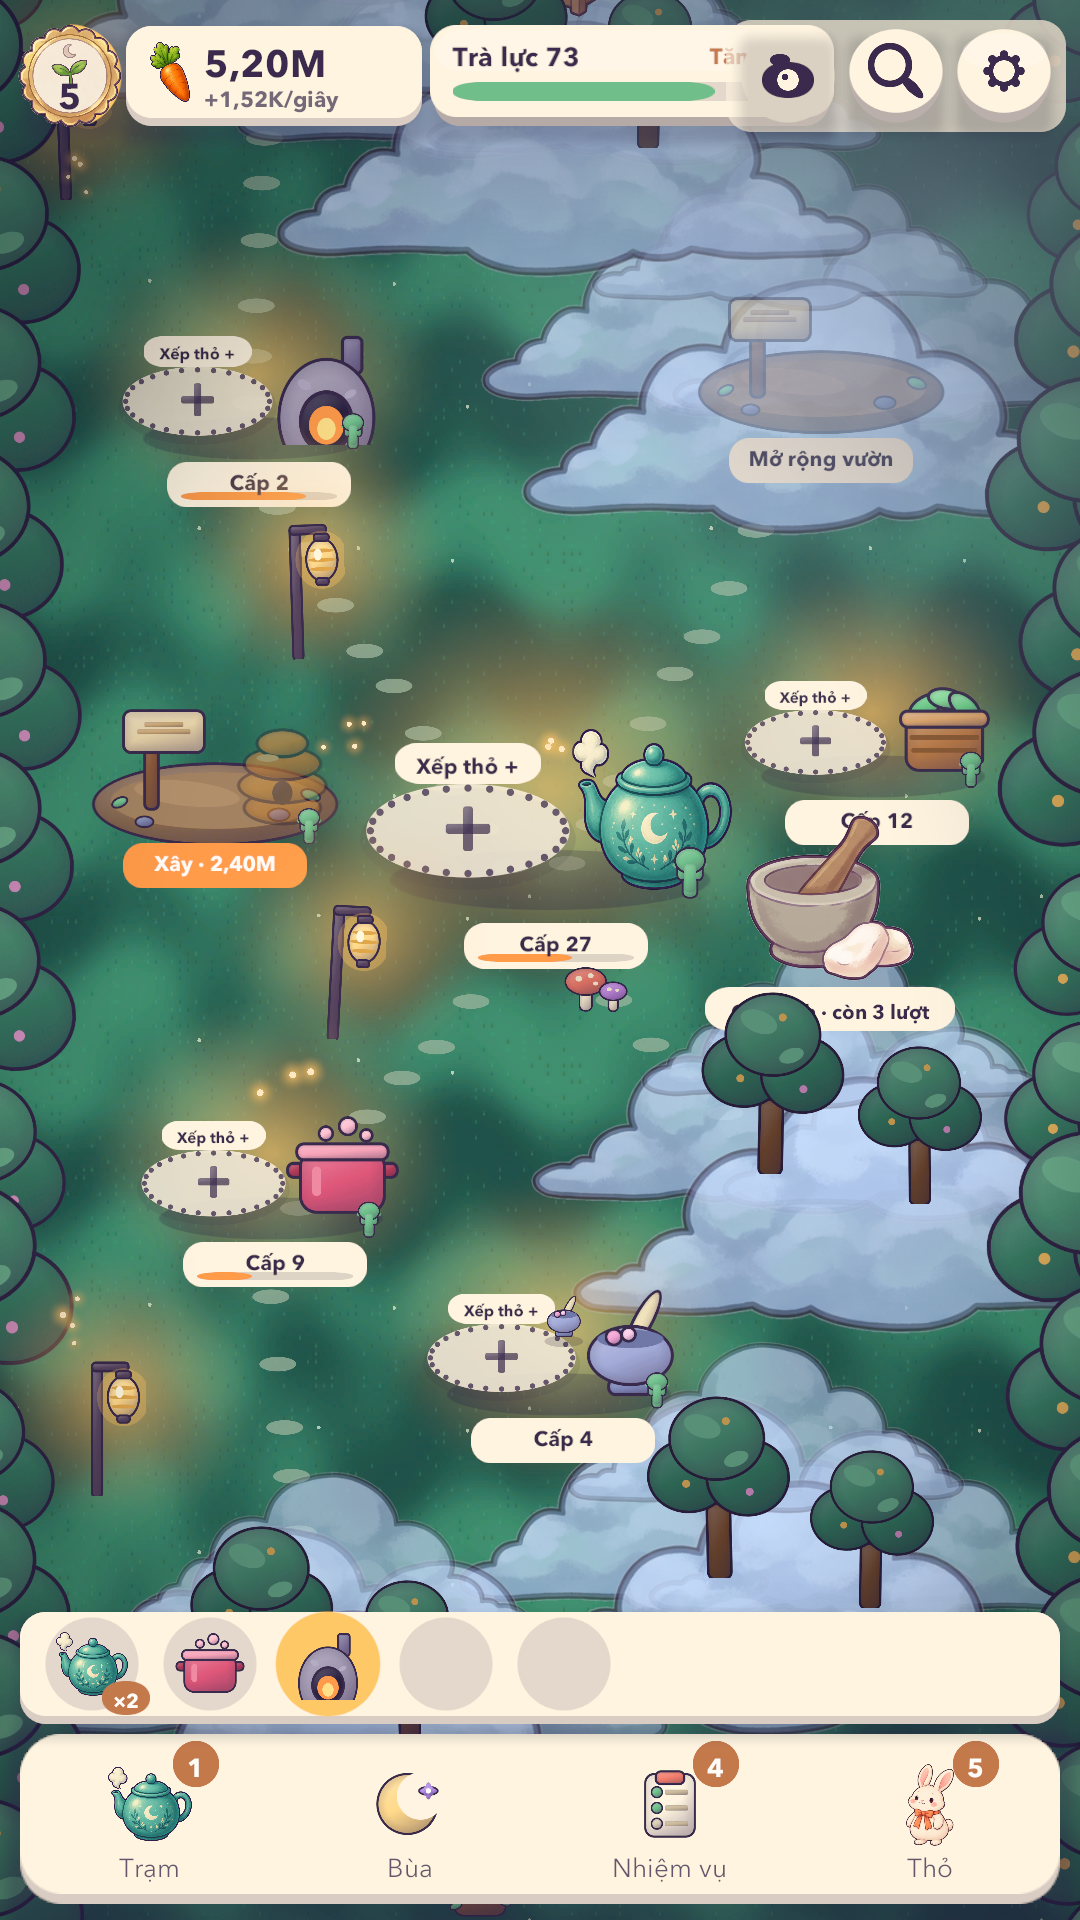 5
5,20M
+1,52K/giây
Trà lực 73
Xếp thỏ +
Cấp 2
Mở rộng vườn
Xếp thỏ +
Cấp 12
Xếp thỏ +
Xây · 2,40M
Cấp 27
· còn 3 lượt
Xếp thỏ +
Cấp 9
Xếp thỏ +
Cấp 4
×2
1
4
5
Trạm
Bùa
Nhiệm vụ
Thỏ